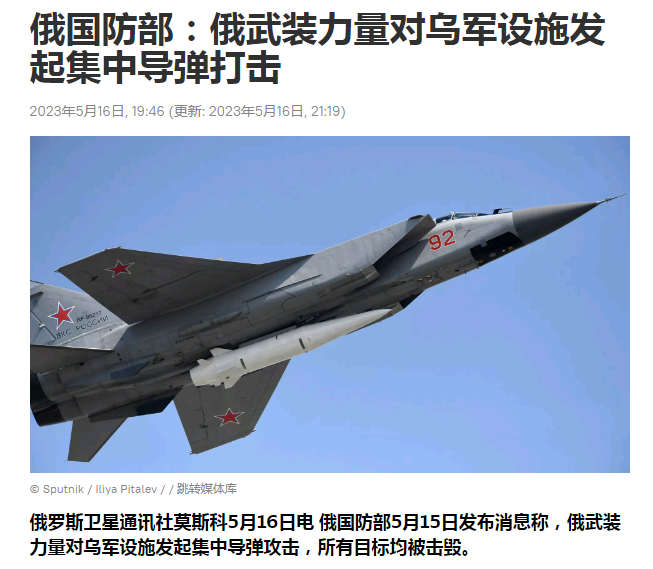 俄国防部：俄武装力量对乌军设施发
起集中导弹打击
2023年5月16日, 19:46 (更新: 2023年5月16日, 21:19)
92
RF-95217
ВКС РОССИИ
© Sputnik / Iliya Pitalev / / 跳转媒体库
俄罗斯卫星通讯社莫斯科5月16日电 俄国防部5月15日发布消息称，俄武装
力量对乌军设施发起集中导弹攻击，所有目标均被击毁。